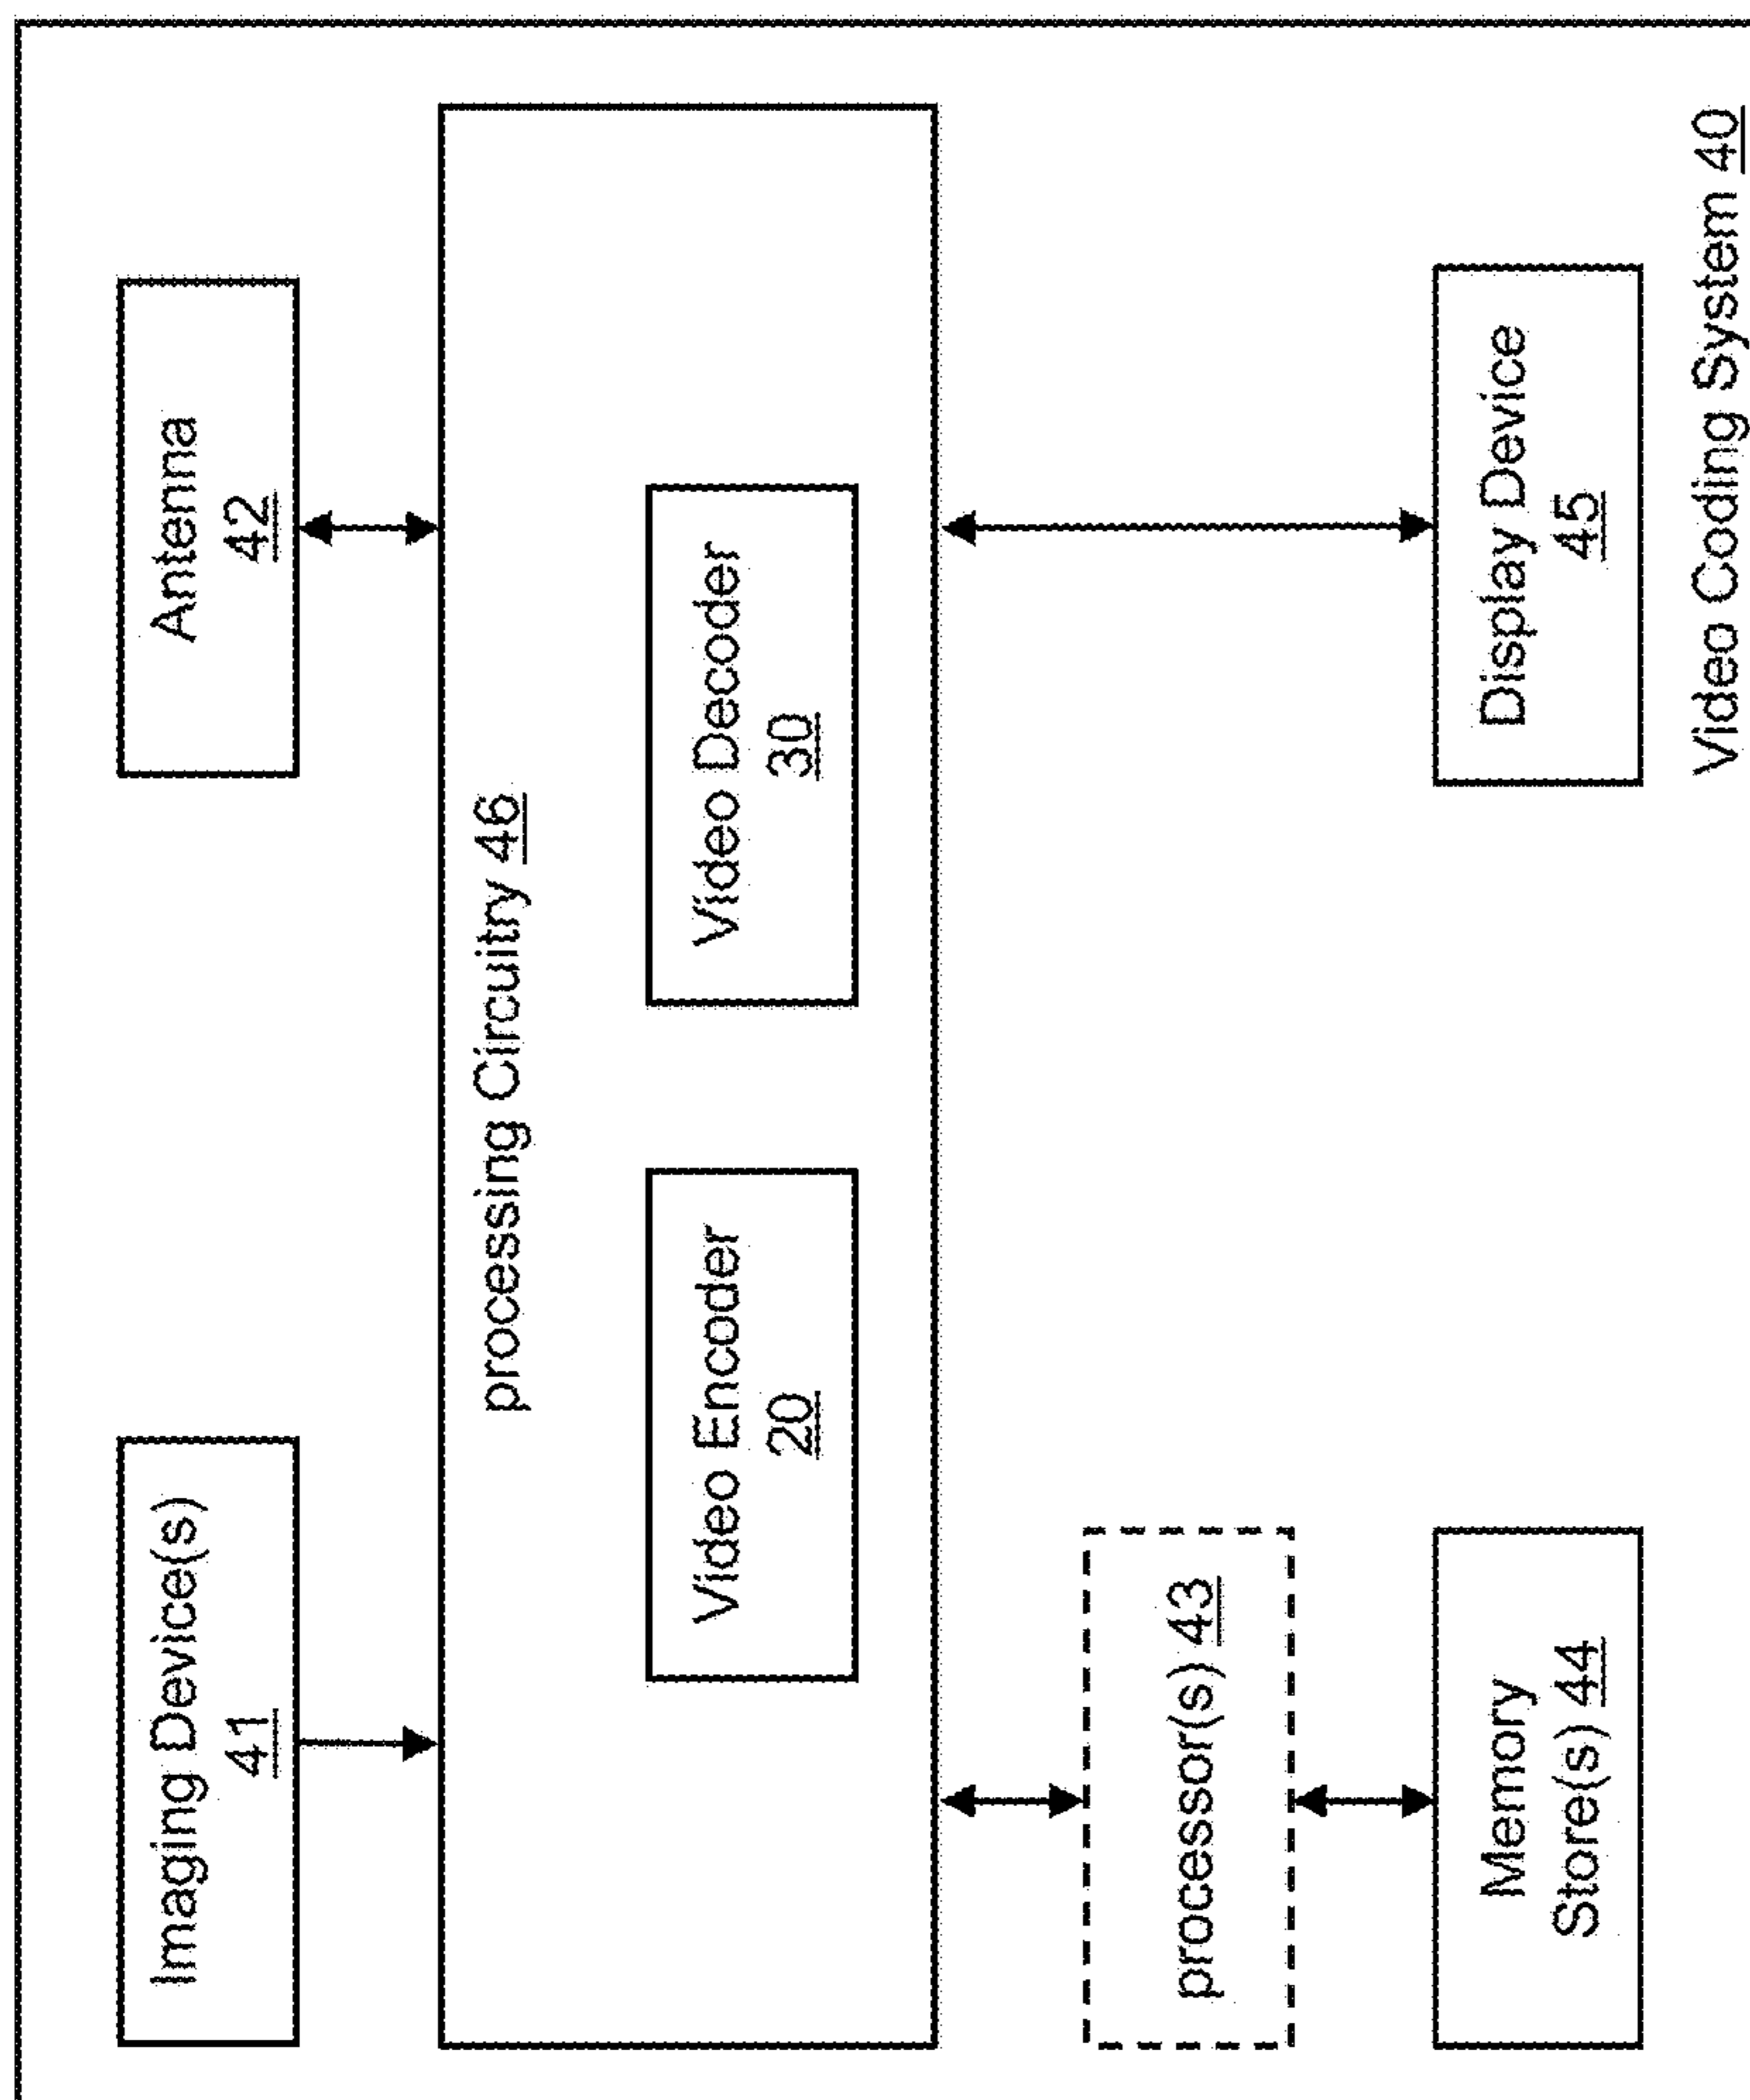 Imaging Device(s)
41
Antenna
42
processing Circuitry 46
Video Encoder
20
Video Decoder
30
processor(s) 43
Memory
Store(s) 44
Display Device
45
Video Coding System 40